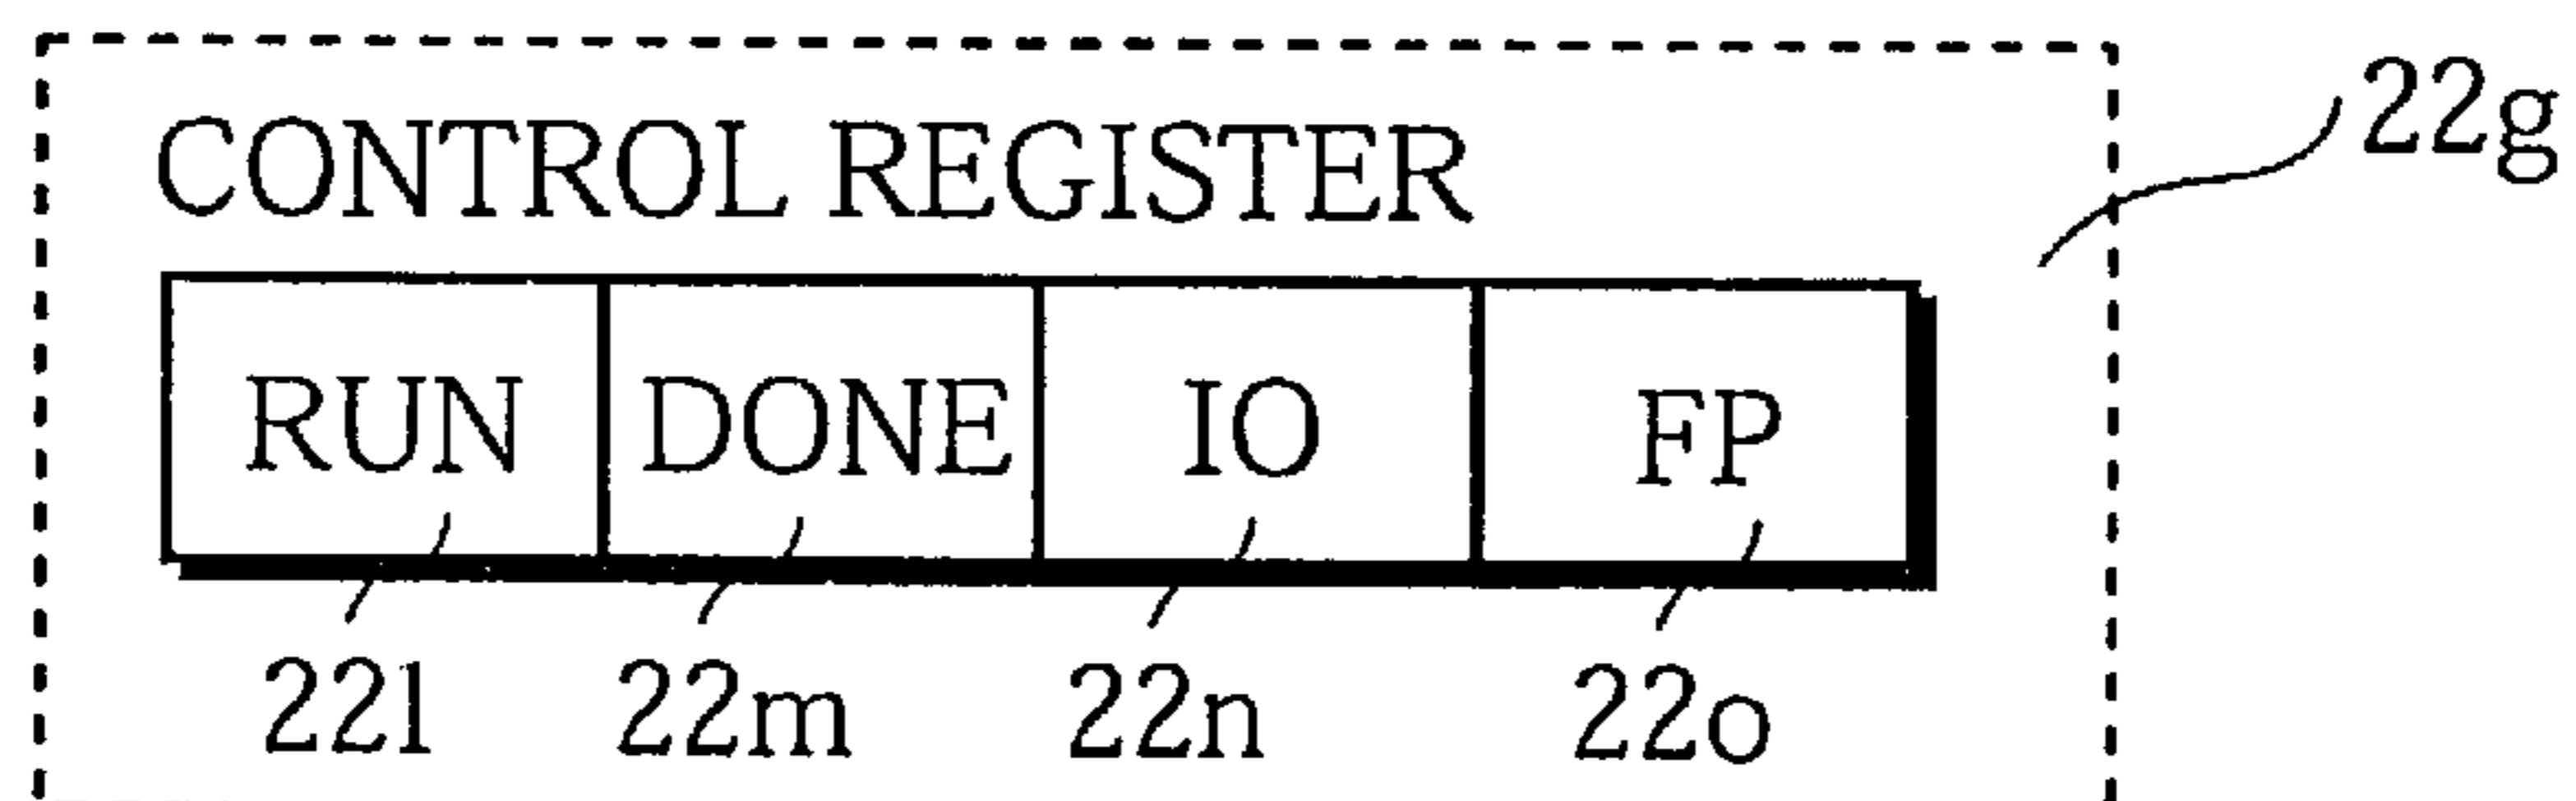 22g
CONTROL REGISTER
RUN DONE IO FP
22l 22m 22n 22o